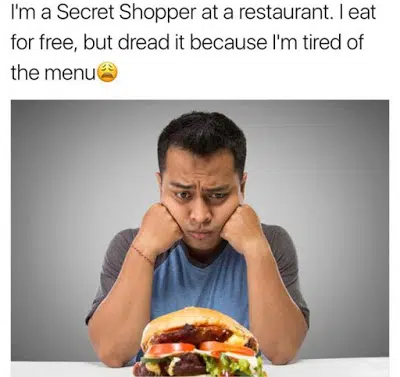 I'm a Secret Shopper at a restaurant. I eat
for free, but dread it because I'm tired of
the menu😩